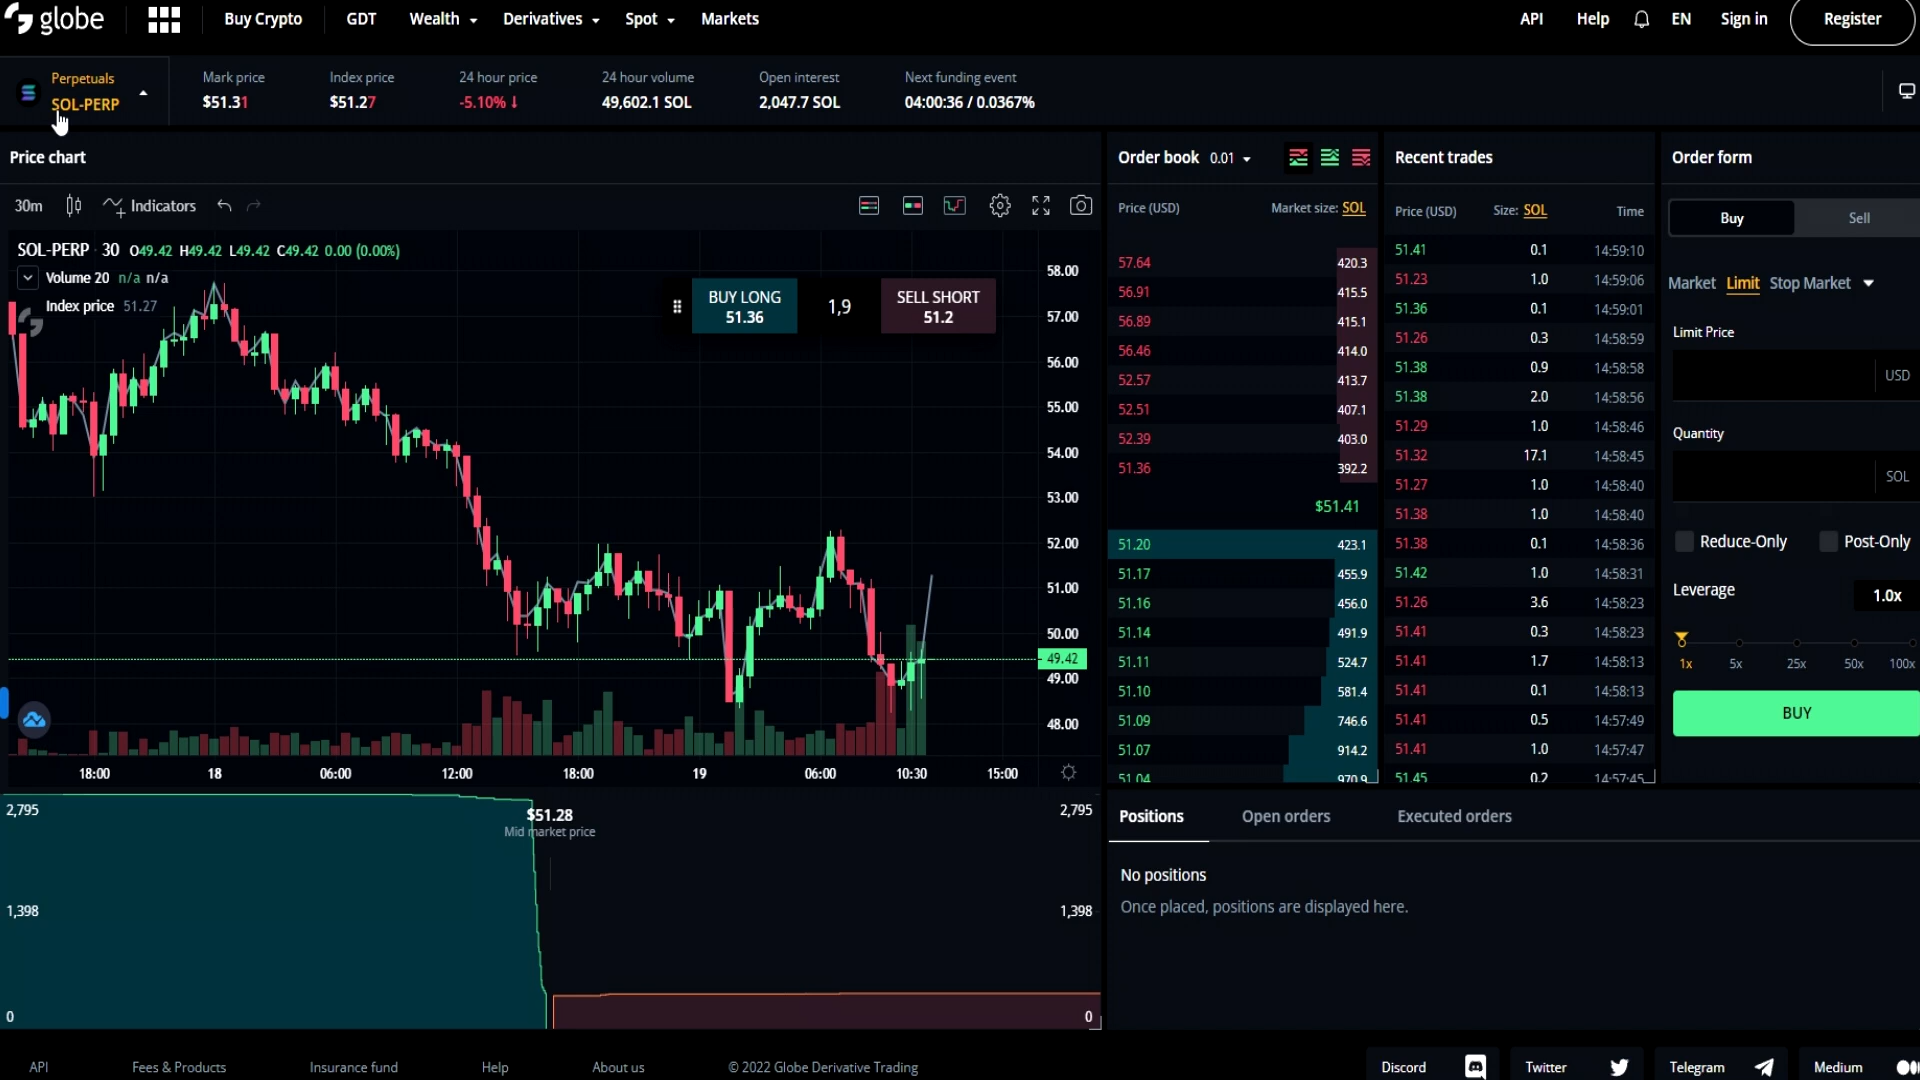 globe
Buy Crypto GDT Wealth Derivatives Spot Markets
API Help EN Sign in Register
Perpetuals
SOL-PERP
Mark price
$51.31
Index price
$51.27
24 hour price
-5.10% ↓
24 hour volume
49,602.1 SOL
Open interest
2,047.7 SOL
Next funding event
04:00:36 / 0.0367%
Price chart
30m Indicators
SOL-PERP 30 O49.42 H49.42 L49.42 C49.42 0.00 (0.00%)
Volume 20 n/a n/a
Index price 51.27
BUY LONG
51.36
1,9
SELL SHORT
51.2
58.00
57.00
56.00
55.00
54.00
53.00
52.00
51.00
50.00
49.42
49.00
48.00
18:00 18 06:00 12:00 18:00 19 06:00 10:30 15:00
2,795 2,795
$51.28
Mid market price
1,398 1,398
0 0
Order book 0.01
Price (USD) Market size: SOL
57.64 420.3
56.91 415.5
56.89 415.1
56.46 414.0
52.57 413.7
52.51 407.1
52.39 403.0
51.36 392.2
$51.41
51.20 423.1
51.17 455.9
51.16 456.0
51.14 491.9
51.11 524.7
51.10 581.4
51.09 746.6
51.07 914.2
51.04 970.9
Recent trades
Price (USD) Size: SOL Time
51.41 0.1 14:59:10
51.23 1.0 14:59:06
51.36 0.1 14:59:01
51.26 0.3 14:58:59
51.38 0.9 14:58:58
51.38 2.0 14:58:56
51.29 1.0 14:58:46
51.32 17.1 14:58:45
51.27 1.0 14:58:40
51.38 1.0 14:58:40
51.38 0.1 14:58:36
51.42 1.0 14:58:31
51.26 3.6 14:58:23
51.41 0.3 14:58:23
51.41 1.7 14:58:13
51.41 0.1 14:58:13
51.41 0.5 14:57:49
51.41 1.0 14:57:47
51.45 0.2 14:57:45
Order form
Buy Sell
Market Limit Stop Market
Limit Price
USD
Quantity
SOL
Reduce-Only Post-Only
Leverage 1.0x
1x 5x 25x 50x 100x
BUY
Positions Open orders Executed orders
No positions
Once placed, positions are displayed here.
API Fees & Products Insurance fund Help About us © 2022 Globe Derivative Trading
Discord Twitter Telegram Medium